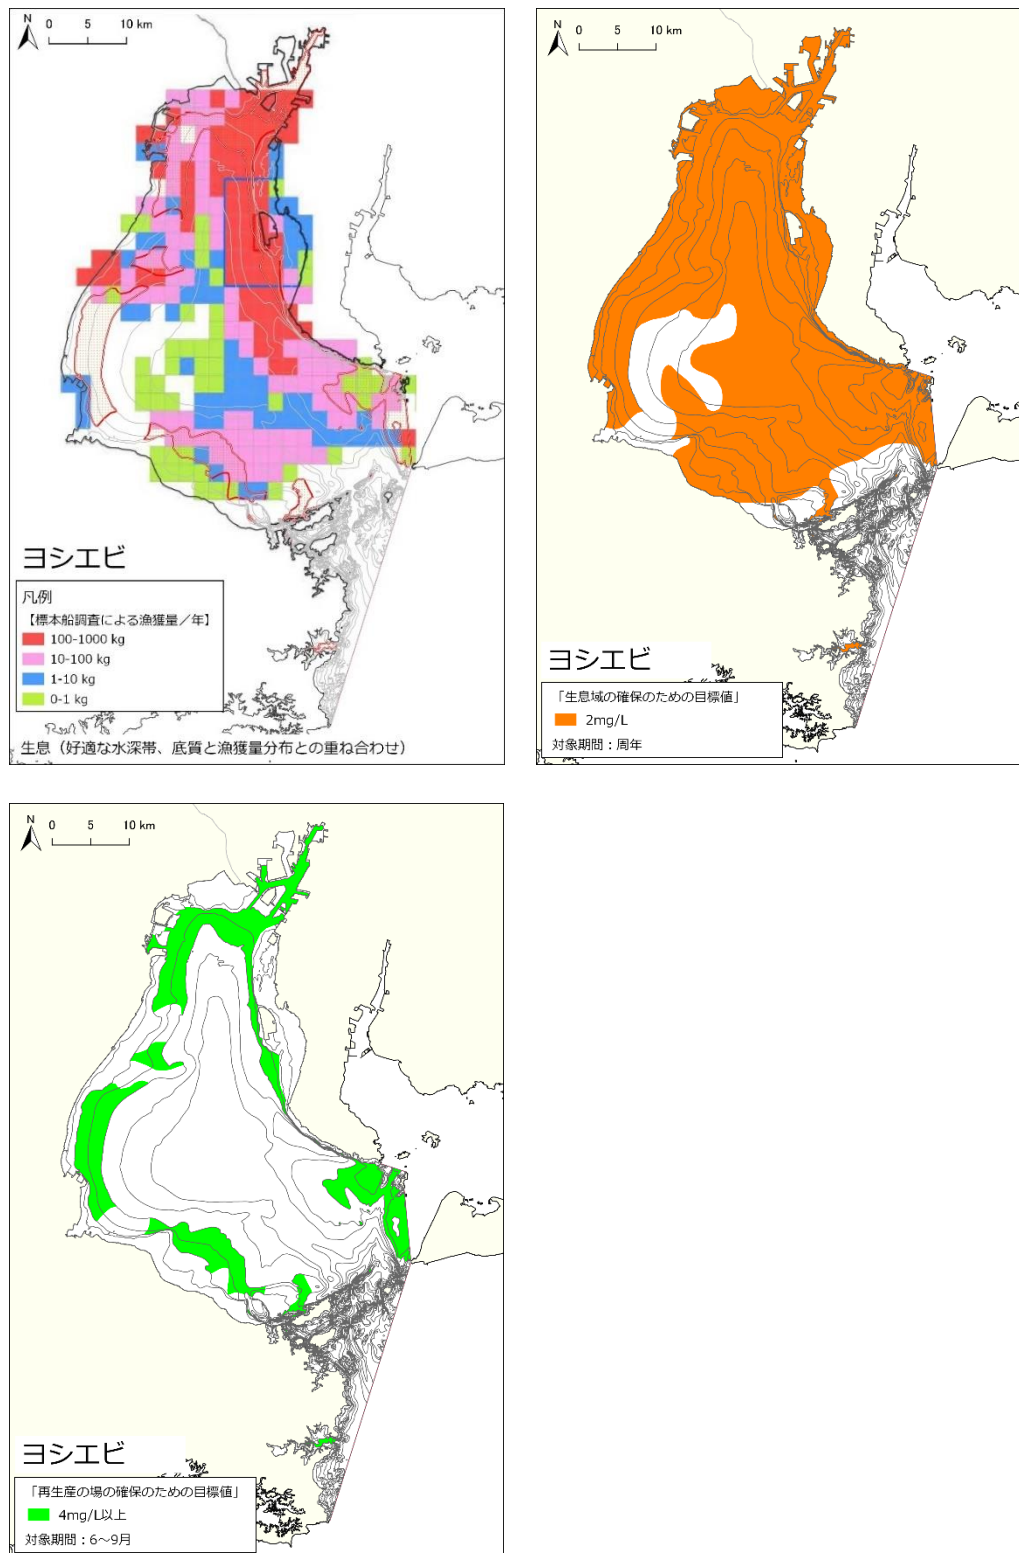 N
0 5 10 km
ヨシエビ
凡例
【標本船調査による漁獲量／年】
100-1000 kg
10-100 kg
1-10 kg
0-1 kg
生息（好適な水深帯、底質と漁獲量分布との重ね合わせ）
N
0 5 10 km
ヨシエビ
「生息域の確保のための目標値」
2mg/L
対象期間：周年
N
0 5 10 km
ヨシエビ
「再生産の場の確保のための目標値」
4mg/L以上
対象期間：6～9月